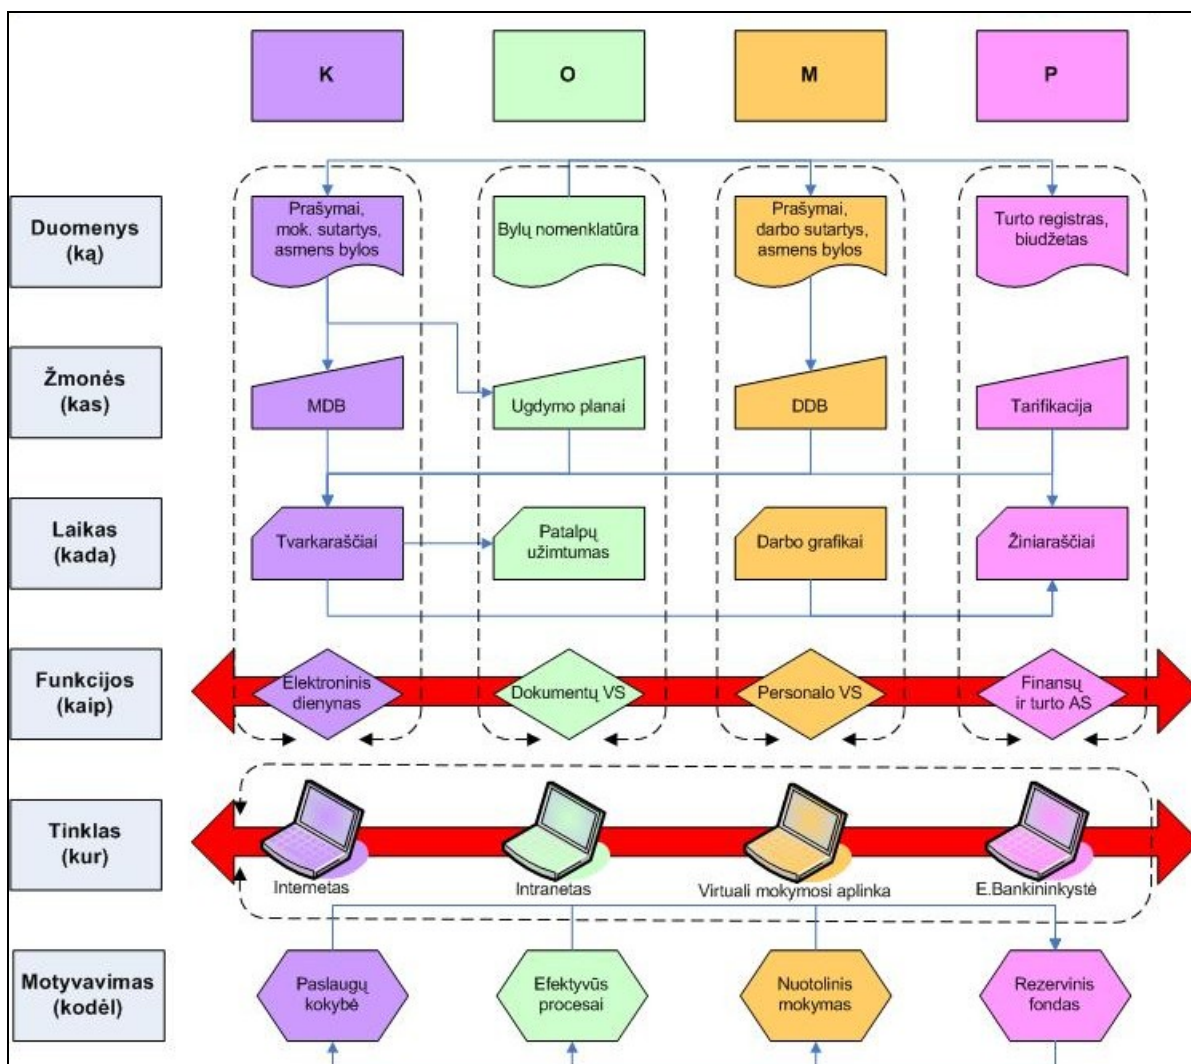 K
O
M
P
Duomenys
(ką)
Prašymai,
mok. sutartys,
asmens bylos
Bylų nomenklatūra
Prašymai,
darbo sutartys,
asmens bylos
Turto registras,
biudžetas
Žmonės
(kas)
MDB
Ugdymo planai
DDB
Tarifikacija
Laikas
(kada)
Tvarkaraščiai
Patalpų
užimtumas
Darbo grafikai
Žiniaraščiai
Funkcijos
(kaip)
Elektroninis
dienynas
Dokumentų VS
Personalo VS
Finansų
ir turto AS
Tinklas
(kur)
Internetas
Intranetas
Virtuali mokymosi aplinka
E.Bankininkystė
Motyvavimas
(kodėl)
Paslaugų
kokybė
Efektyvūs
procesai
Nuotolinis
mokymas
Rezervinis
fondas